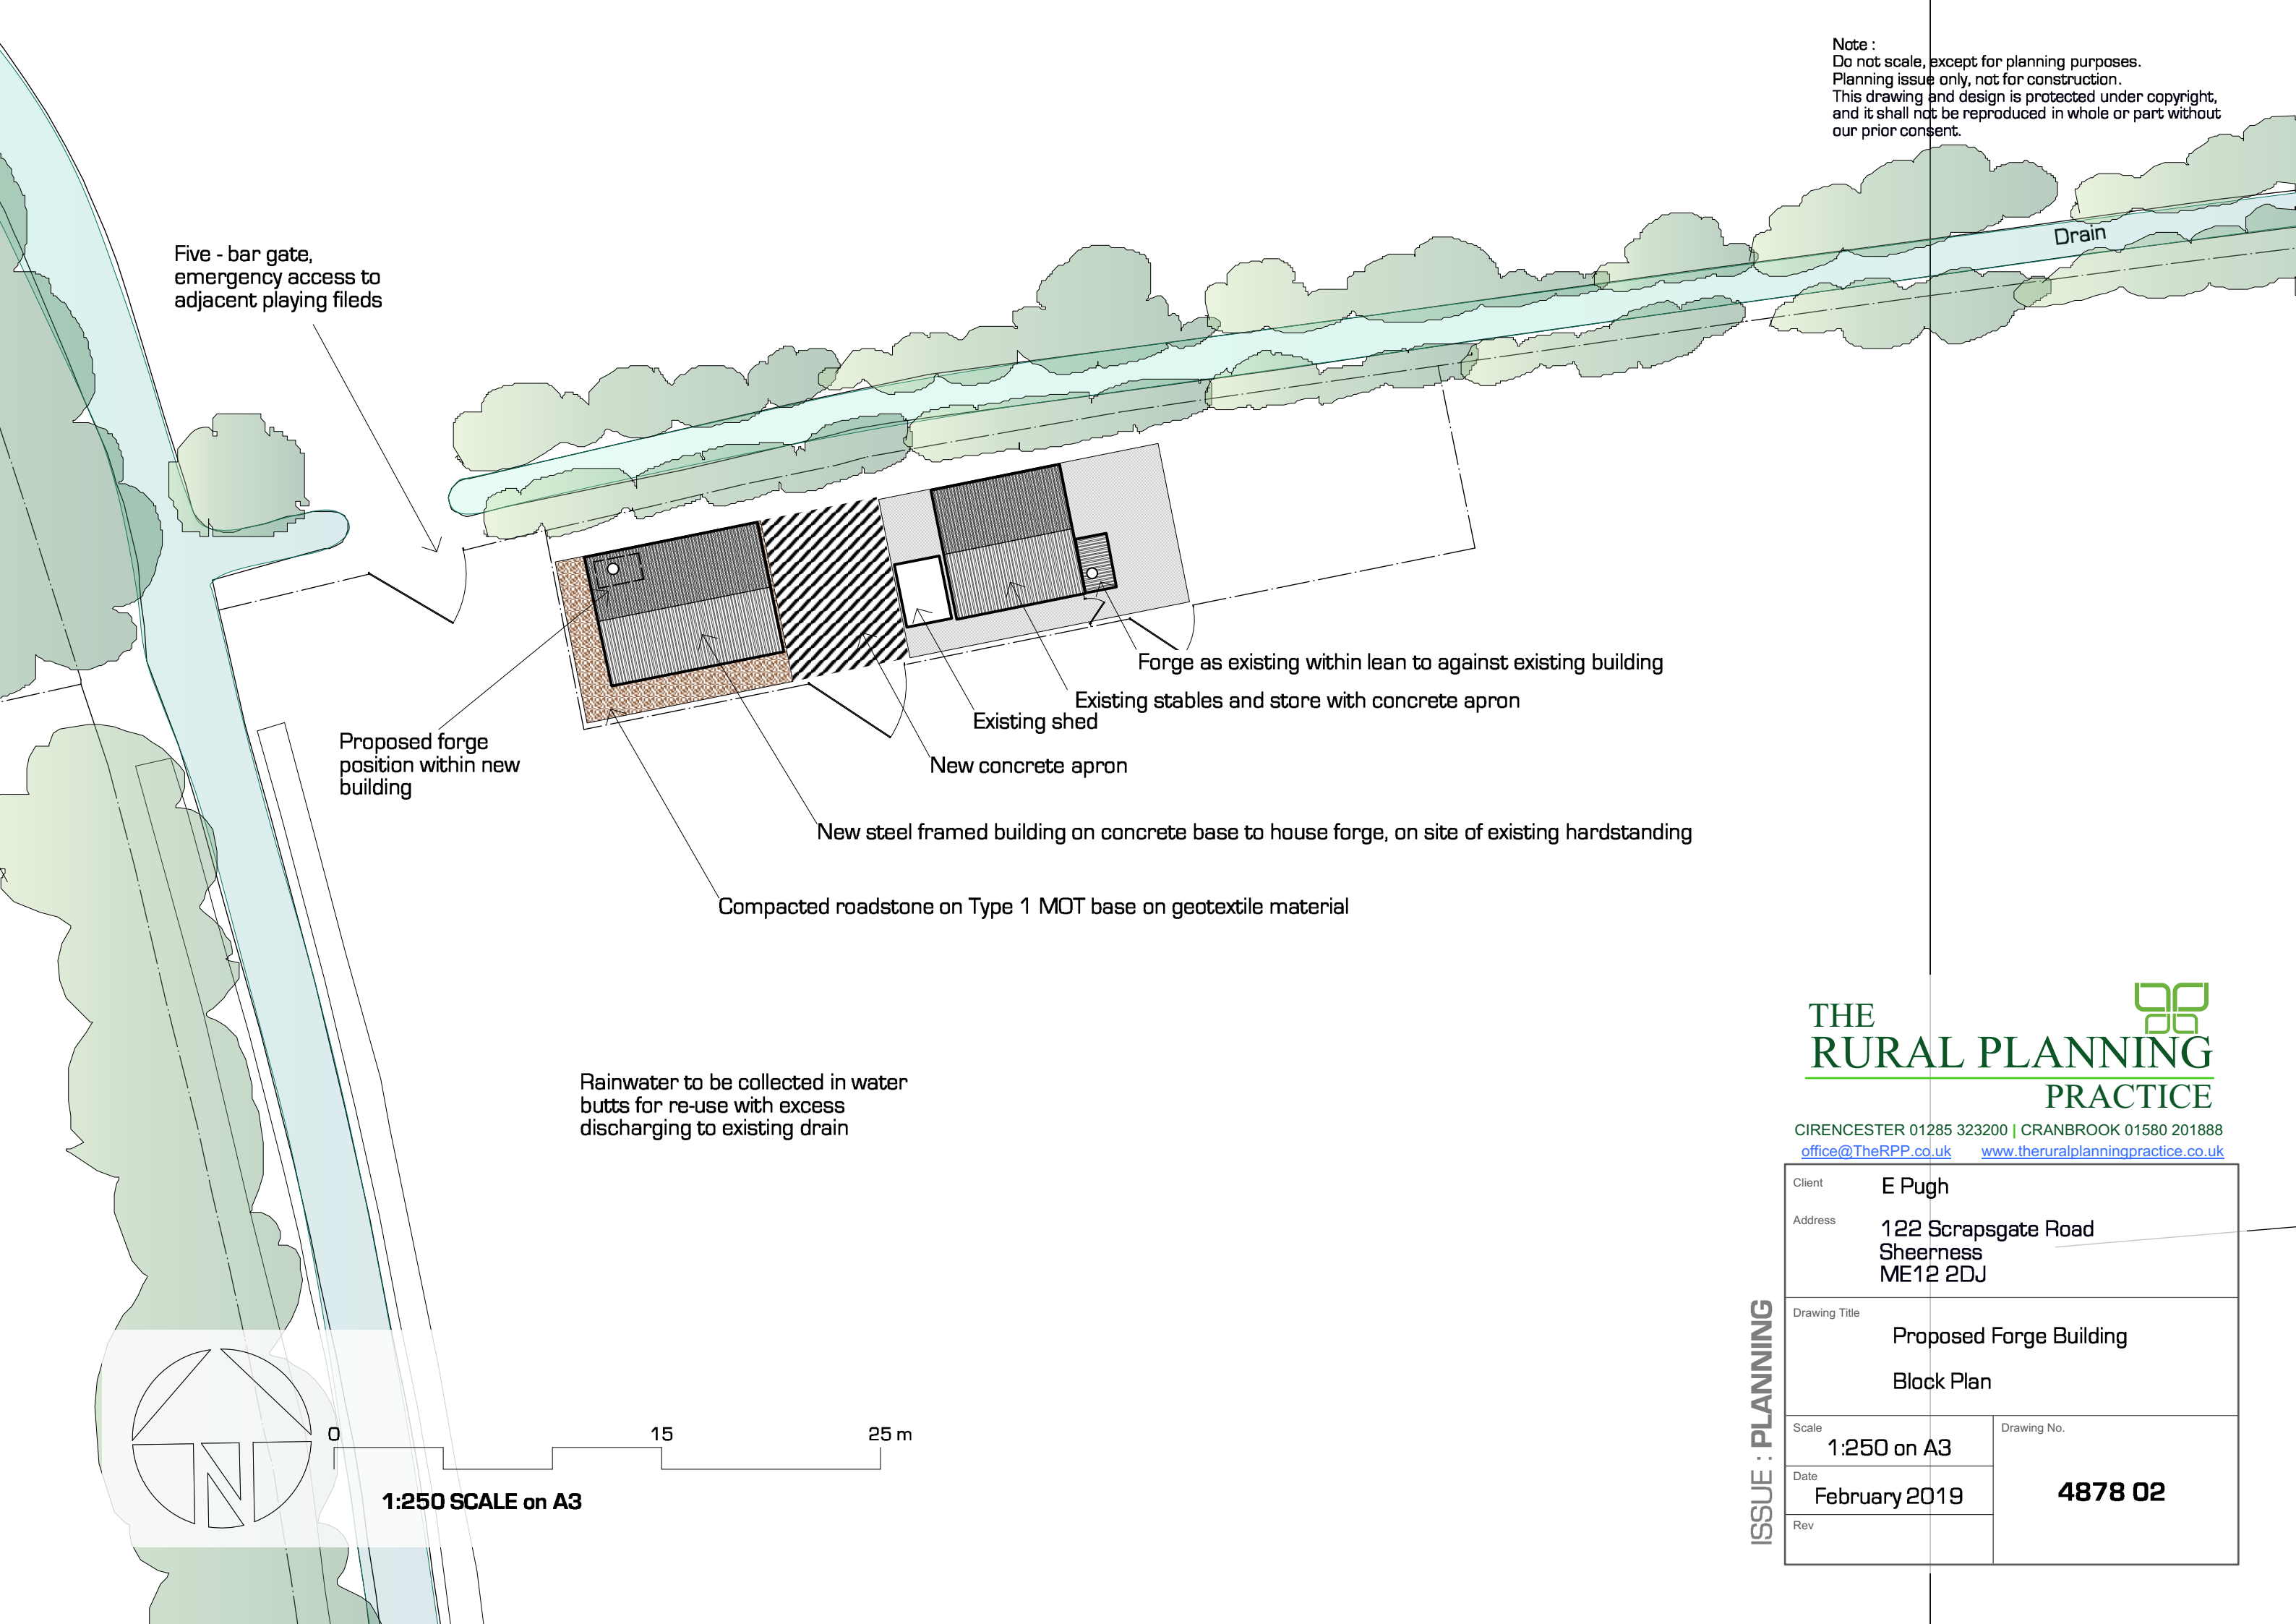 Note :
Do not scale, except for planning purposes.
Planning issue only, not for construction.
This drawing and design is protected under copyright,
and it shall not be reproduced in whole or part without
our prior consent.
Drain
Five - bar gate,
emergency access to
adjacent playing fileds
Forge as existing within lean to against existing building
Existing stables and store with concrete apron
Existing shed
Proposed forge
position within new
building
New concrete apron
New steel framed building on concrete base to house forge, on site of existing hardstanding
Compacted roadstone on Type 1 MOT base on geotextile material
Rainwater to be collected in water
butts for re-use with excess
discharging to existing drain
N
0 15 25 m
1:250 SCALE on A3
THE
RURAL PLANNING
PRACTICE
CIRENCESTER 01285 323200 | CRANBROOK 01580 201888
office@TheRPP.co.uk www.theruralplanningpractice.co.uk
ISSUE : PLANNING
Client E Pugh
Address 122 Scrapsgate Road
Sheerness
ME12 2DJ
Drawing Title
Proposed Forge Building
Block Plan
Scale
1:250 on A3
Date
February 2019
Rev
Drawing No.
4878 02